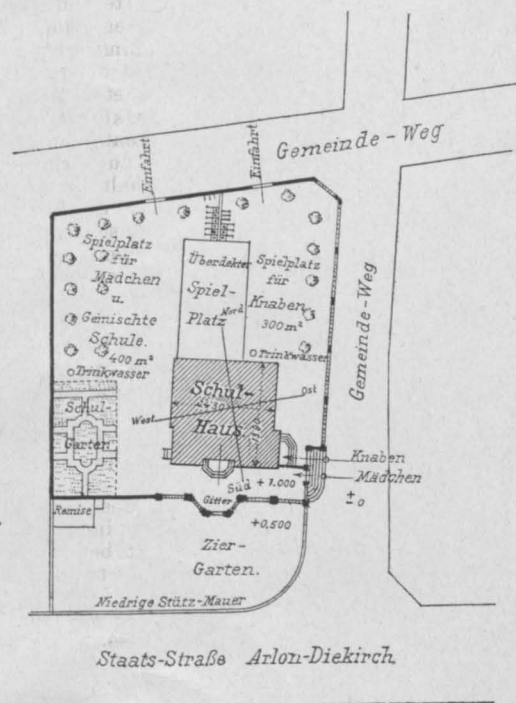 Gemeinde-Weg
Einfahrt
Einfahrt
Spielplatz
für
Mädchen
u.
Gemischte
Schule.
400 m²
Trinkwasser
Überdekter
Spiel-
Platz
Nord
Spielplatz
für
Knaben
300 m²
Trinkwasser
Gemeinde-Weg
Schul-
Haus
West
Ost
Süd
Schul-
Garten
Knaben
Mädchen
+ 1.000
± 0
Gitter
Remise
+0,500
Zier-
Garten.
Niedrige Stütz-Mauer
Staats-Straße Arlon-Diekirch.